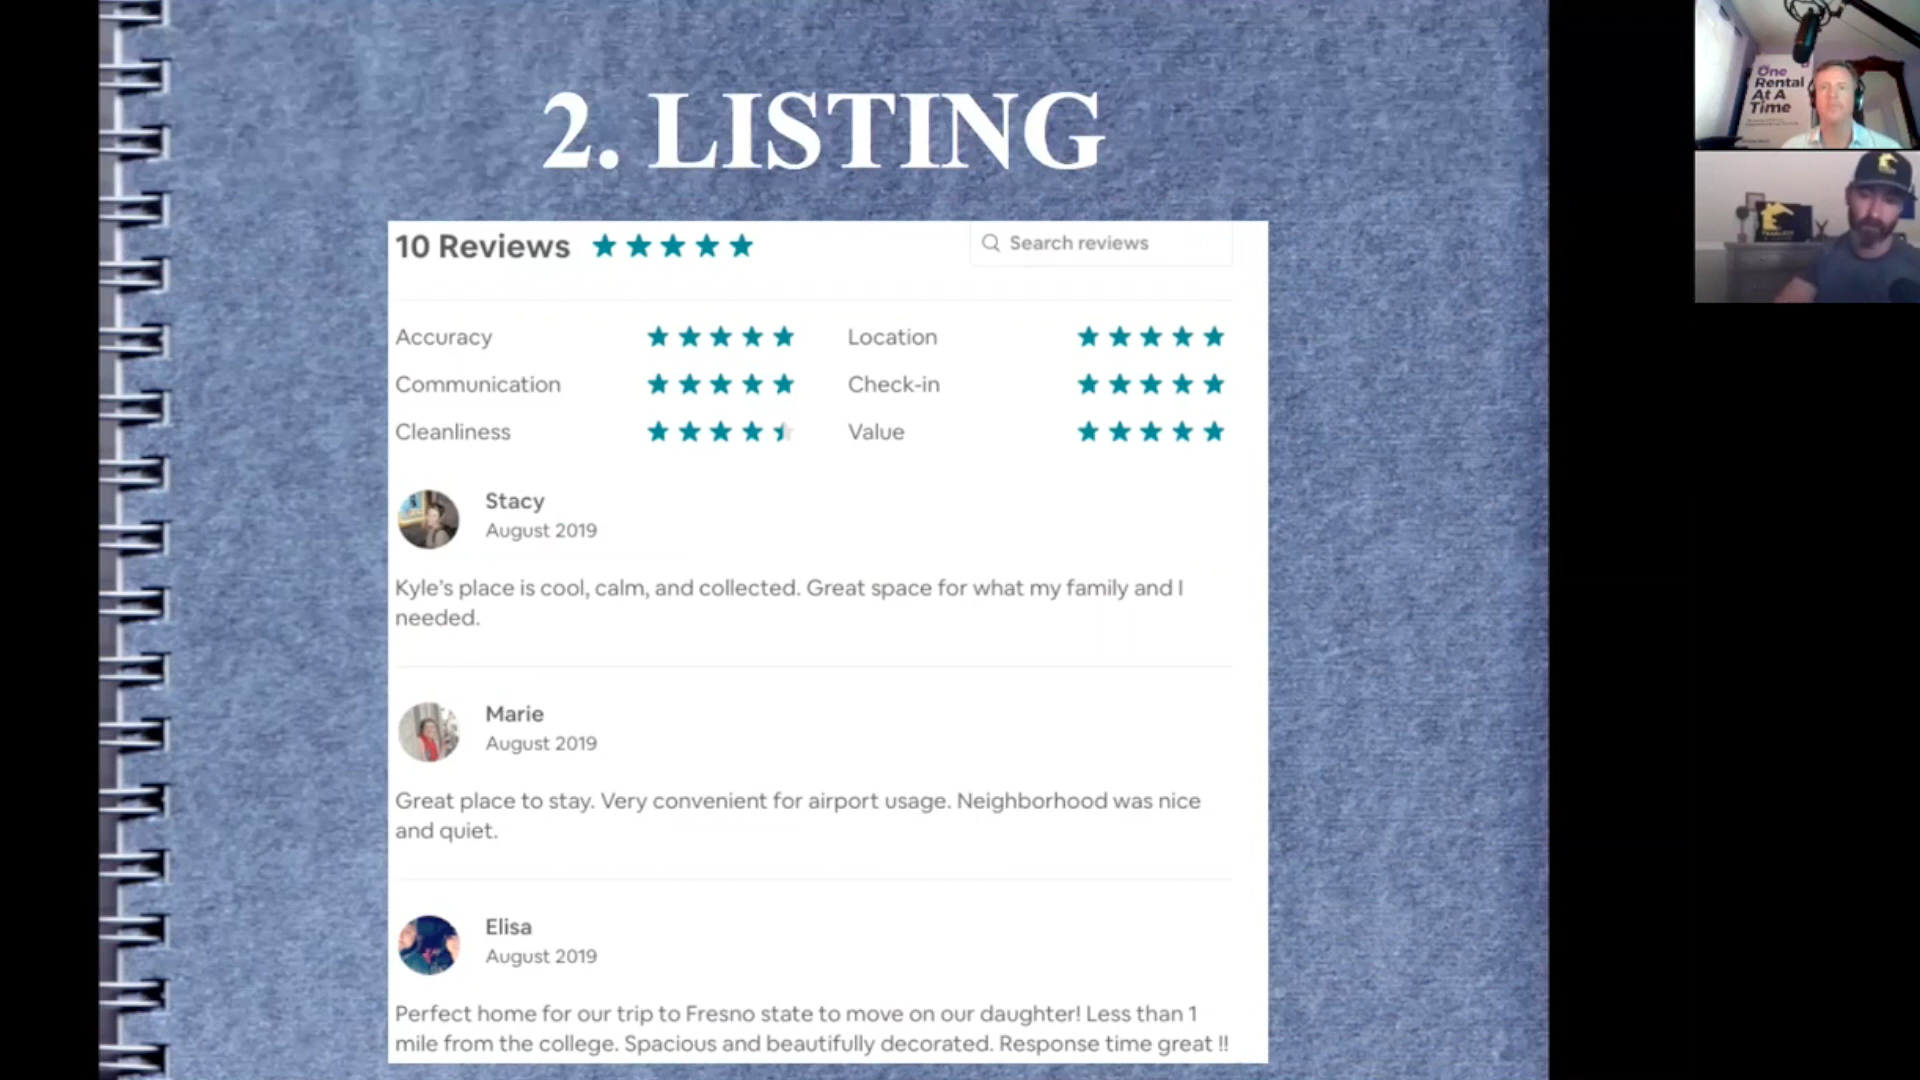 2. LISTING
10 Reviews
Search reviews
Accuracy
Location
Communication
Check-in
Cleanliness
Value
Stacy
August 2019
Kyle's place is cool, calm, and collected. Great space for what my family and I
needed.
Marie
August 2019
Great place to stay. Very convenient for airport usage. Neighborhood was nice
and quiet.
Elisa
August 2019
Perfect home for our trip to Fresno state to move on our daughter! Less than 1
mile from the college. Spacious and beautifully decorated. Response time great !!
One
Rental
At A
Time